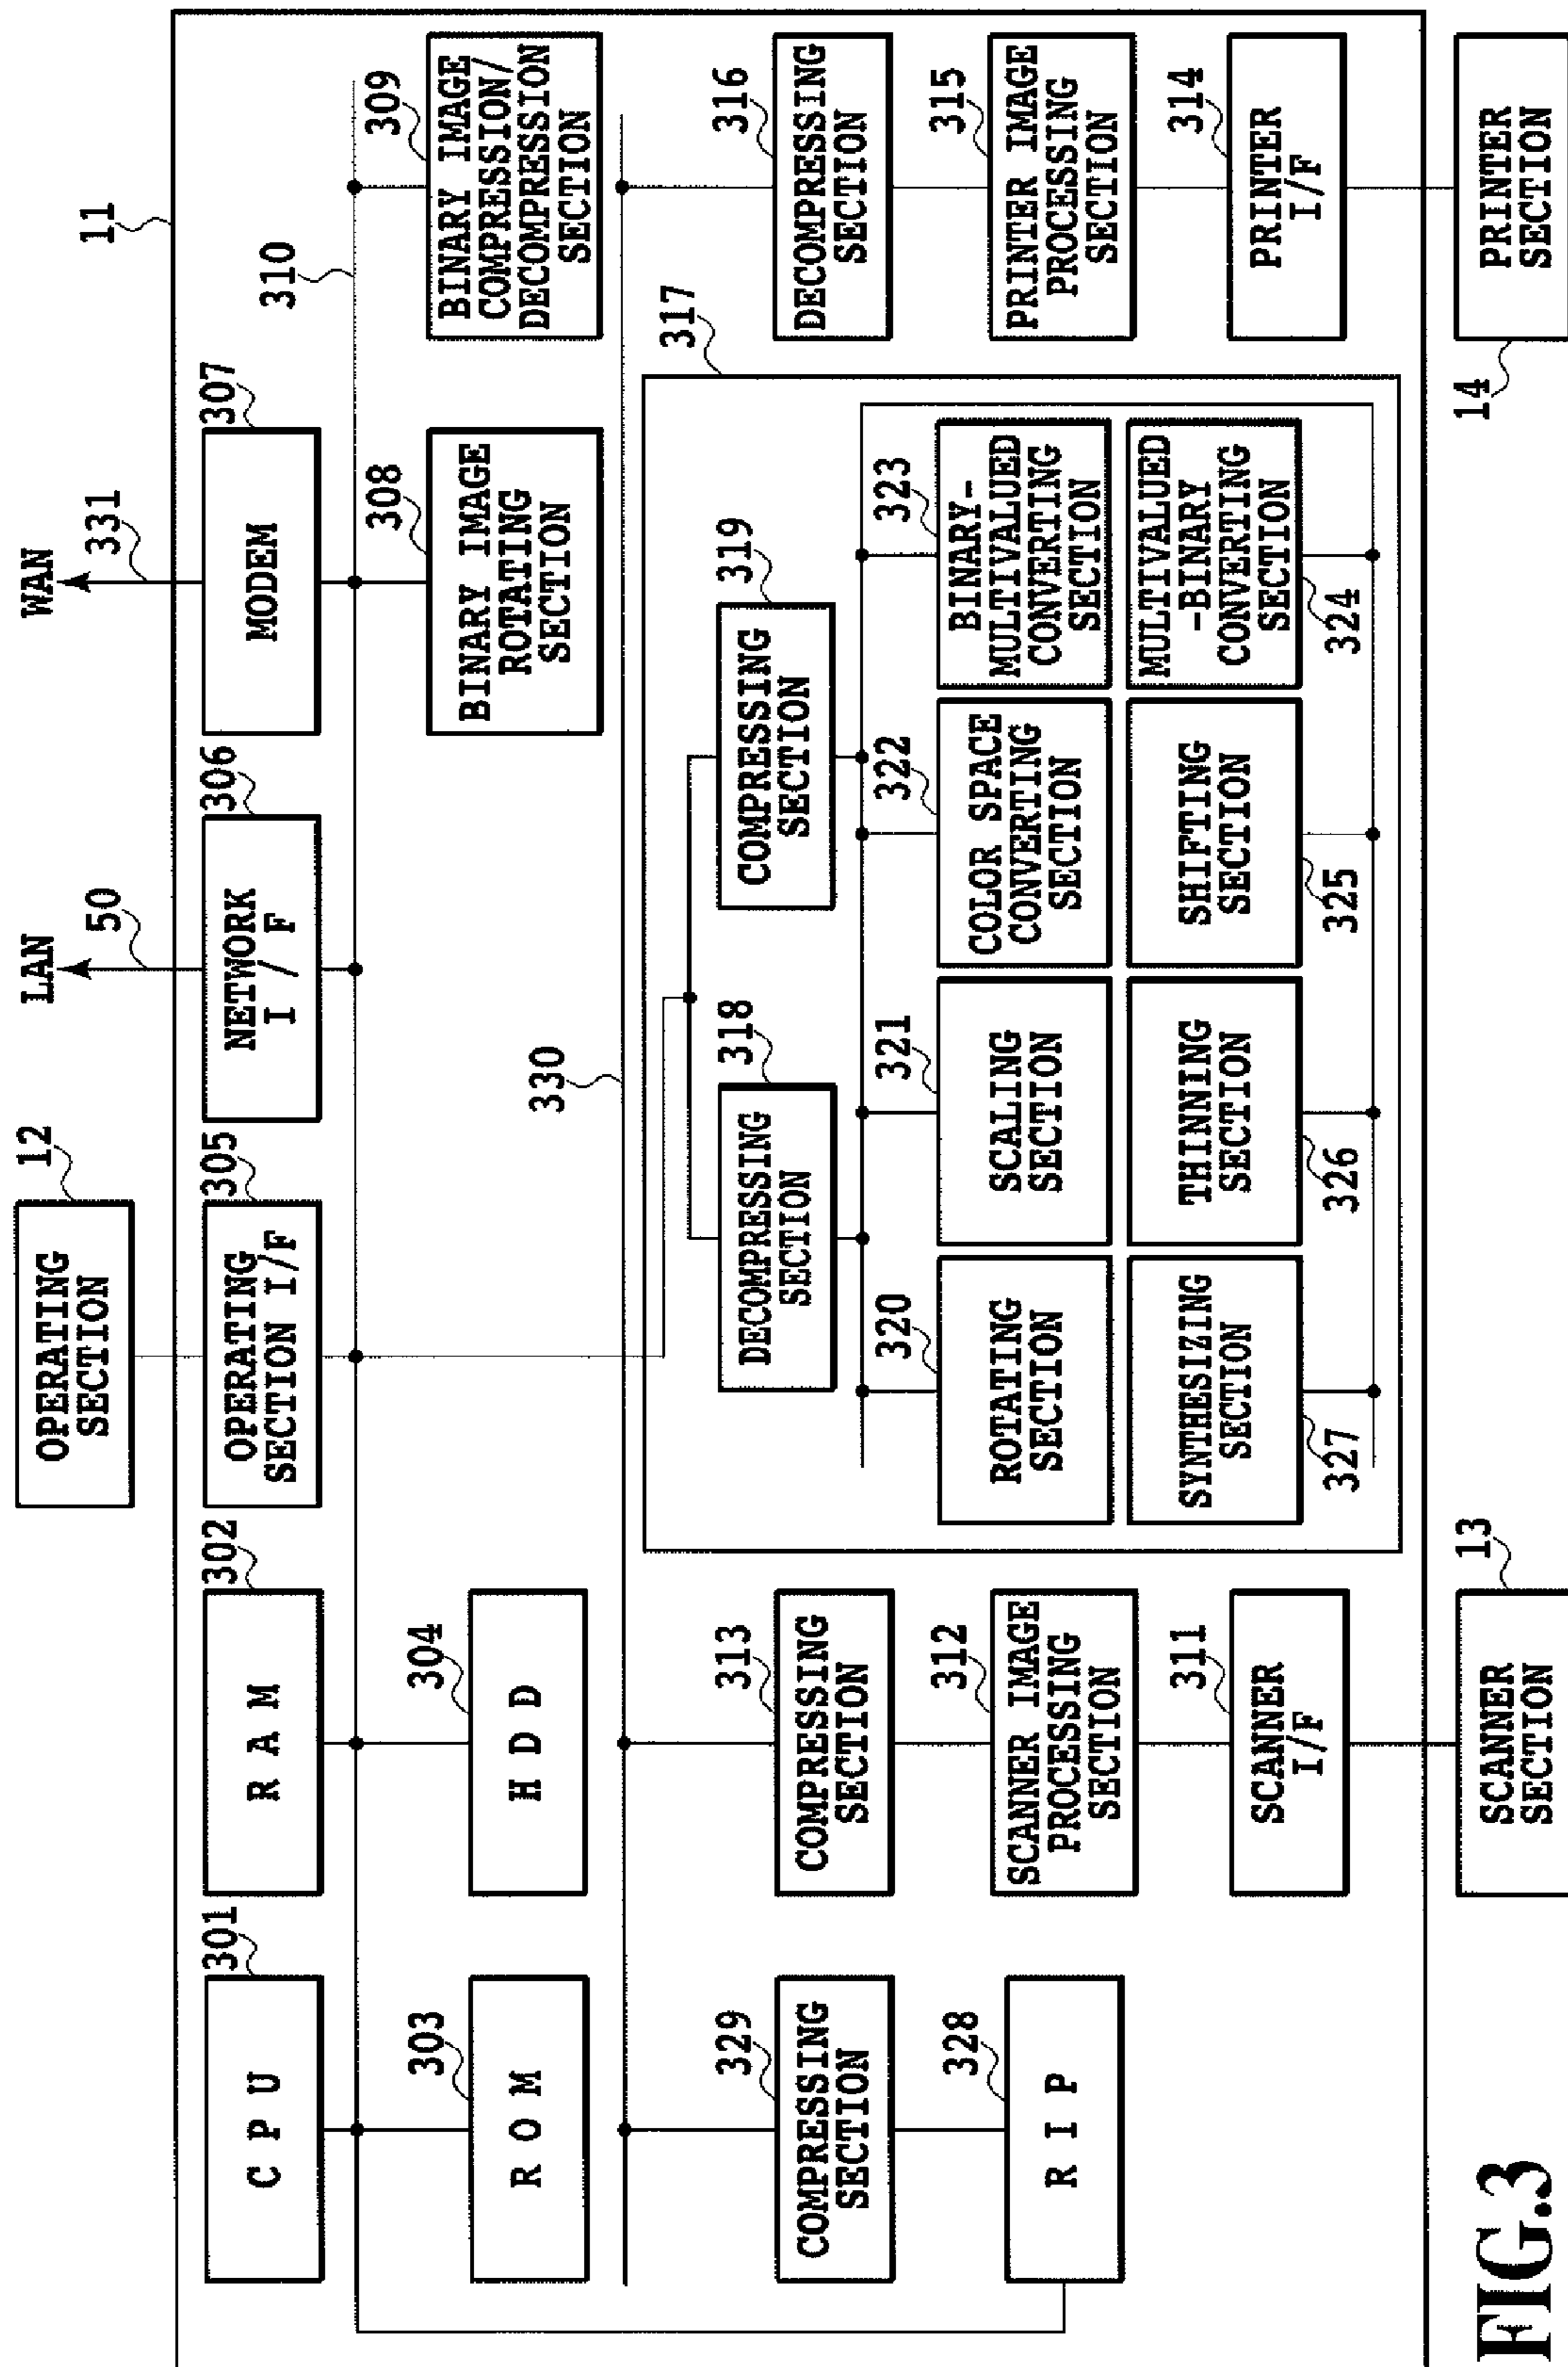 LAN
WAN
50
331
11
OPERATING
SECTION
12
CPU
301
RAM
302
OPERATING
SECTION I/F
305
NETWORK
I/F
306
MODEM
307
310
ROM
303
HDD
304
BINARY IMAGE
ROTATING
SECTION
308
BINARY IMAGE
COMPRESSION/
DECOMPRESSION
SECTION
309
330
COMPRESSING
SECTION
329
RIP
328
COMPRESSING
SECTION
313
SCANNER IMAGE
PROCESSING
SECTION
312
SCANNER
I/F
311
SCANNER
SECTION
13
317
DECOMPRESSING
SECTION
318
COMPRESSING
SECTION
319
ROTATING
SECTION
320
SCALING
SECTION
321
COLOR SPACE
CONVERTING
SECTION
322
BINARY-
MULTIVALUED
CONVERTING
SECTION
323
SYNTHESIZING
SECTION
327
THINNING
SECTION
326
SHIFTING
SECTION
325
MULTIVALUED
-BINARY
CONVERTING
SECTION
324
DECOMPRESSING
SECTION
316
PRINTER IMAGE
PROCESSING
SECTION
315
PRINTER
I/F
314
PRINTER
SECTION
14
FIG.3